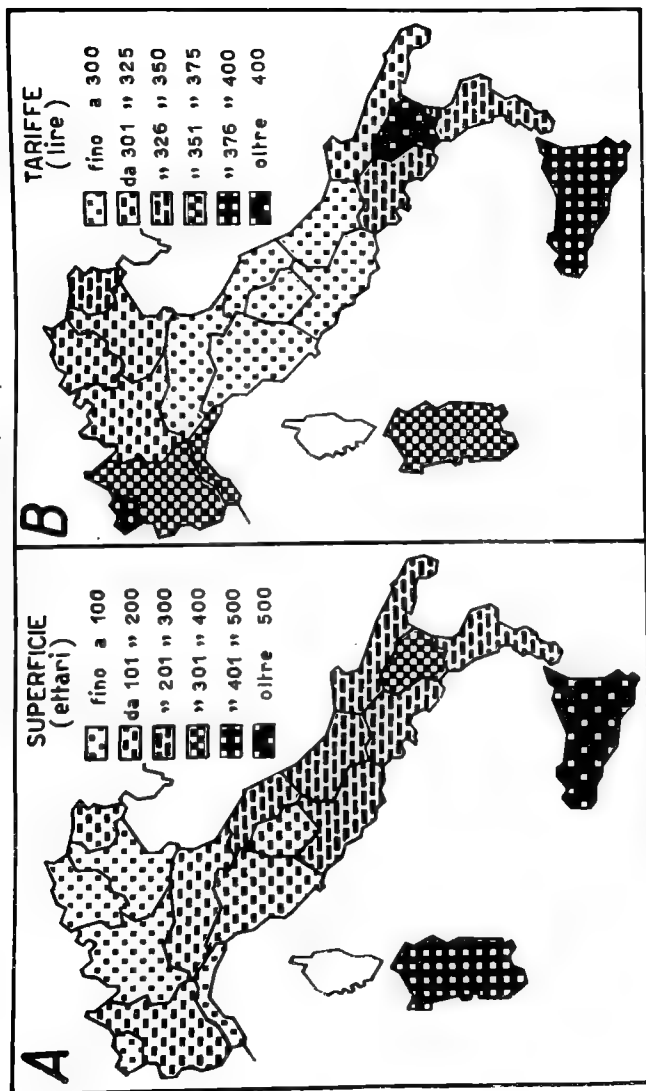 A
SUPERFICIE
(ettari)
fino a 100
da 101 " 200
" 201 " 300
" 301 " 400
" 401 " 500
oltre 500
B
TARIFFE
(lire)
fino a 300
da 301 " 325
" 326 " 350
" 351 " 375
" 376 " 400
oltre 400